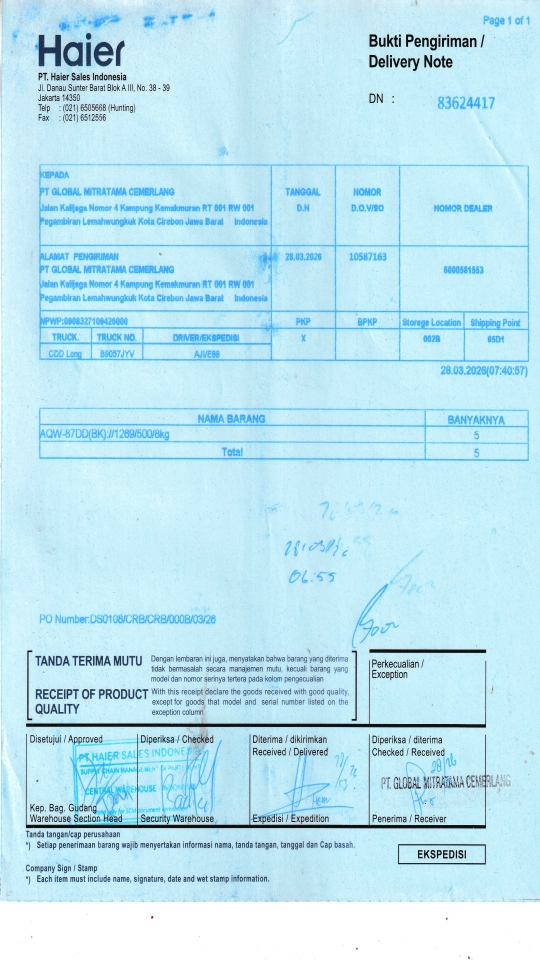 Page 1 of 1
Haier
Bukti Pengiriman /
Delivery Note
PT. Haier Sales Indonesia
Jl. Danau Sunter Barat Blok A III, No. 38 - 39
Jakarta 14350
Telp : (021) 6505668 (Hunting)
Fax : (021) 6512556
DN : 83624417
KEPADA
PT GLOBAL MITRATAMA CEMERLANG
Jalan Kalijaga Nomor 4 Kampung Kemakmuran RT 001 RW 001
Pegambiran Lemahwungkuk Kota Cirebon Jawa Barat Indonesia
TANGGAL
D.N
NOMOR
D.O.V/SO
NOMOR DEALER
ALAMAT PENGIRIMAN
PT GLOBAL MITRATAMA CEMERLANG
Jalan Kalijaga Nomor 4 Kampung Kemakmuran RT 001 RW 001
Pegambiran Lemahwungkuk Kota Cirebon Jawa Barat Indonesia
28.03.2026
10587163
NPWP:
PKP
BPKP
Storage Location
Shipping Point
TRUCK.
TRUCK NO.
DRIVER/EKSPEDISI
X
002B
CDD Long
B9057JYV
28.03.2026(07:40:57)
NAMA BARANG
BANYAKNYA
AQW-87DD(BK)://1269/500/8kg
5
Total
5
06:55
PO Number:DS0108/CRB/CRB/000B/03/26
TANDA TERIMA MUTU
Dengan lembaran ini juga, menyatakan bahwa barang yang diterima
tidak bermasalah secara manajemen mutu, kecuali barang yang
model dan nomor serinya tertera pada kolom pengecualian
RECEIPT OF PRODUCT
QUALITY
With this receipt declare the goods received with good quality,
except for goods that model and serial number listed on the
exception column
Perkecualian /
Exception
Disetujui / Approved
Diperiksa / Checked
Diterima / dikirimkan
Received / Delivered
Diperiksa / diterima
Checked / Received
PT HAIER SALES INDONESIA
CENTRAL WAREHOUSE
PT. GLOBAL MITRATAMA CEMERLANG
Kep. Bag. Gudang
Warehouse Section Head
Security Warehouse
Expedisi / Expedition
Penerima / Receiver
Tanda tangan/cap perusahaan
*) Setiap penerimaan barang wajib menyertakan informasi nama, tanda tangan, tanggal dan Cap basah.
EKSPEDISI
Company Sign / Stamp
*) Each item must include name, signature, date and wet stamp information.